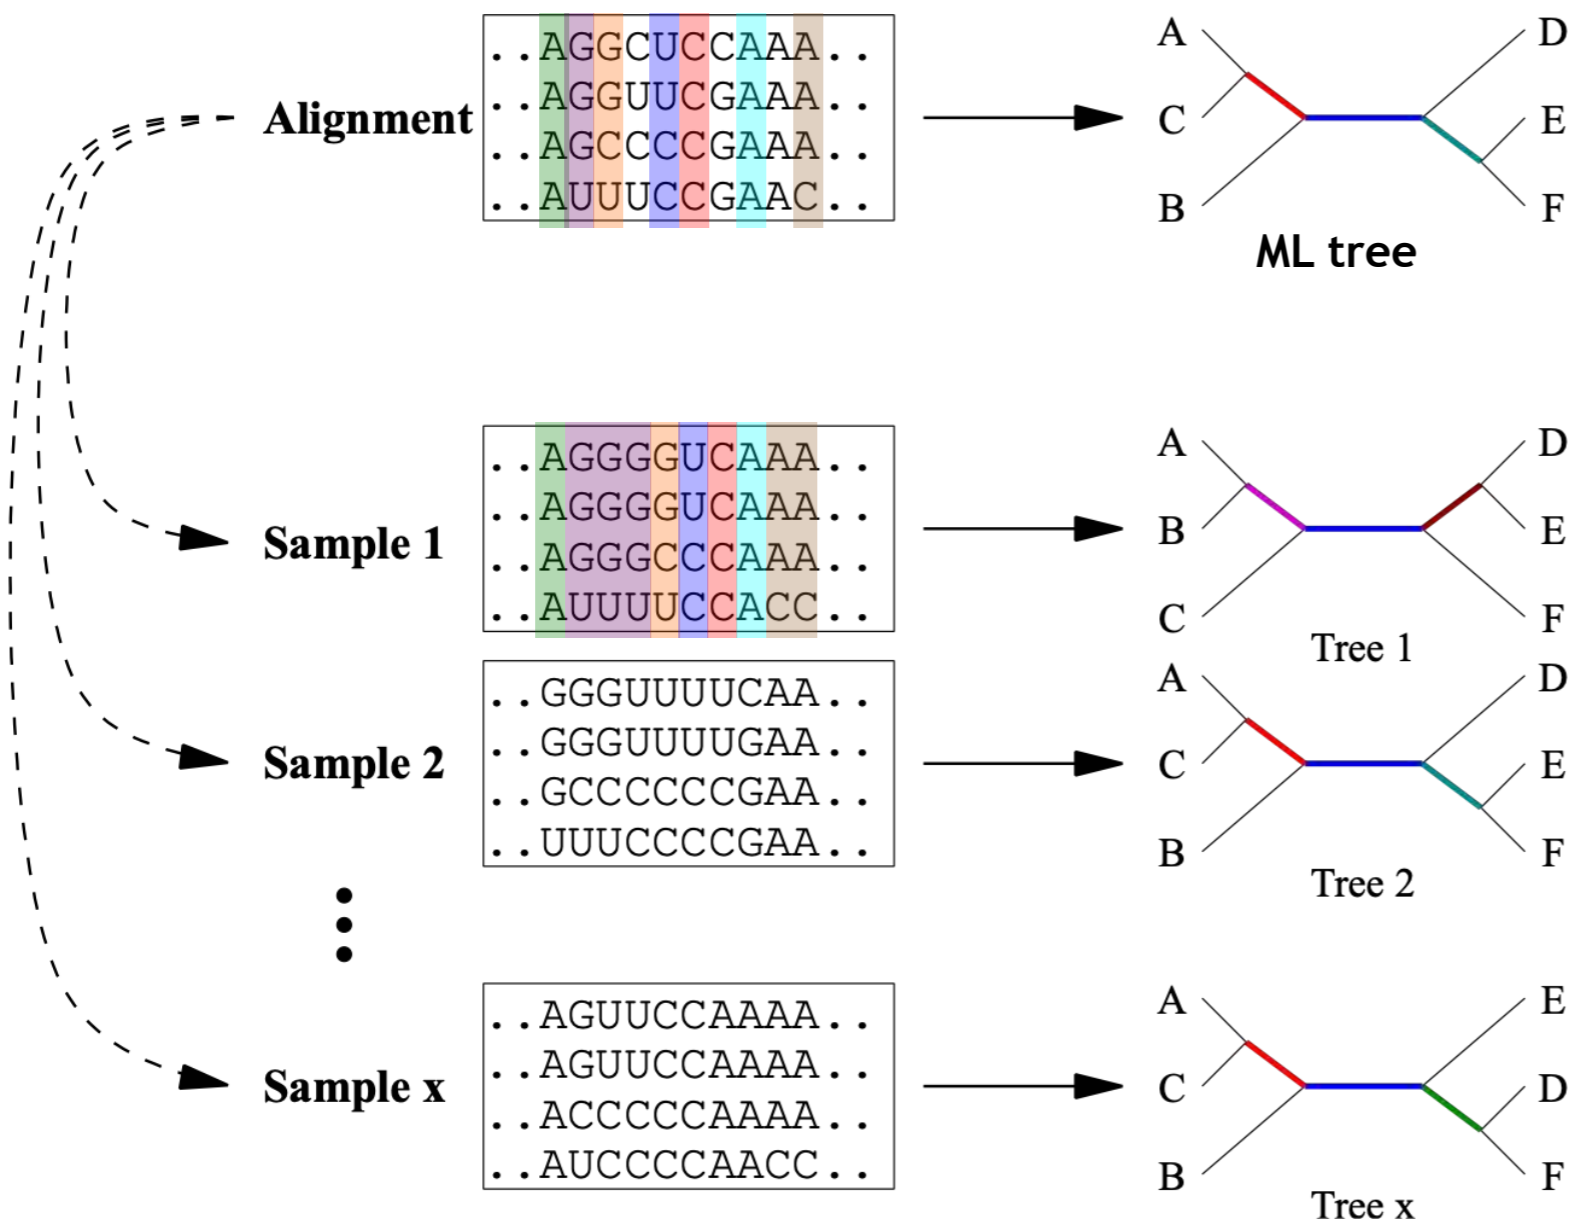 ..AGGCUCCAAA..
..AGGUUCGAAA..
Alignment
..AGCCCCGAAA..
..AUUUCCGAAC..
A
D
C
E
B
F
ML tree
..AGGGGUCAAA..
..AGGGGUCAAA..
Sample 1
..AGGGCCCAAA..
..AUUUUCCACC..
A
D
B
E
C
F
Tree 1
..GGGUUUUCAA..
..GGGUUUUGAA..
Sample 2
..GCCCCCCGAA..
..UUUCCCCGAA..
A
D
C
E
B
F
Tree 2
..AGUUCCAAAA..
..AGUUCCAAAA..
Sample x
..ACCCCCAAAA..
..AUCCCCAACC..
A
E
C
D
B
F
Tree x